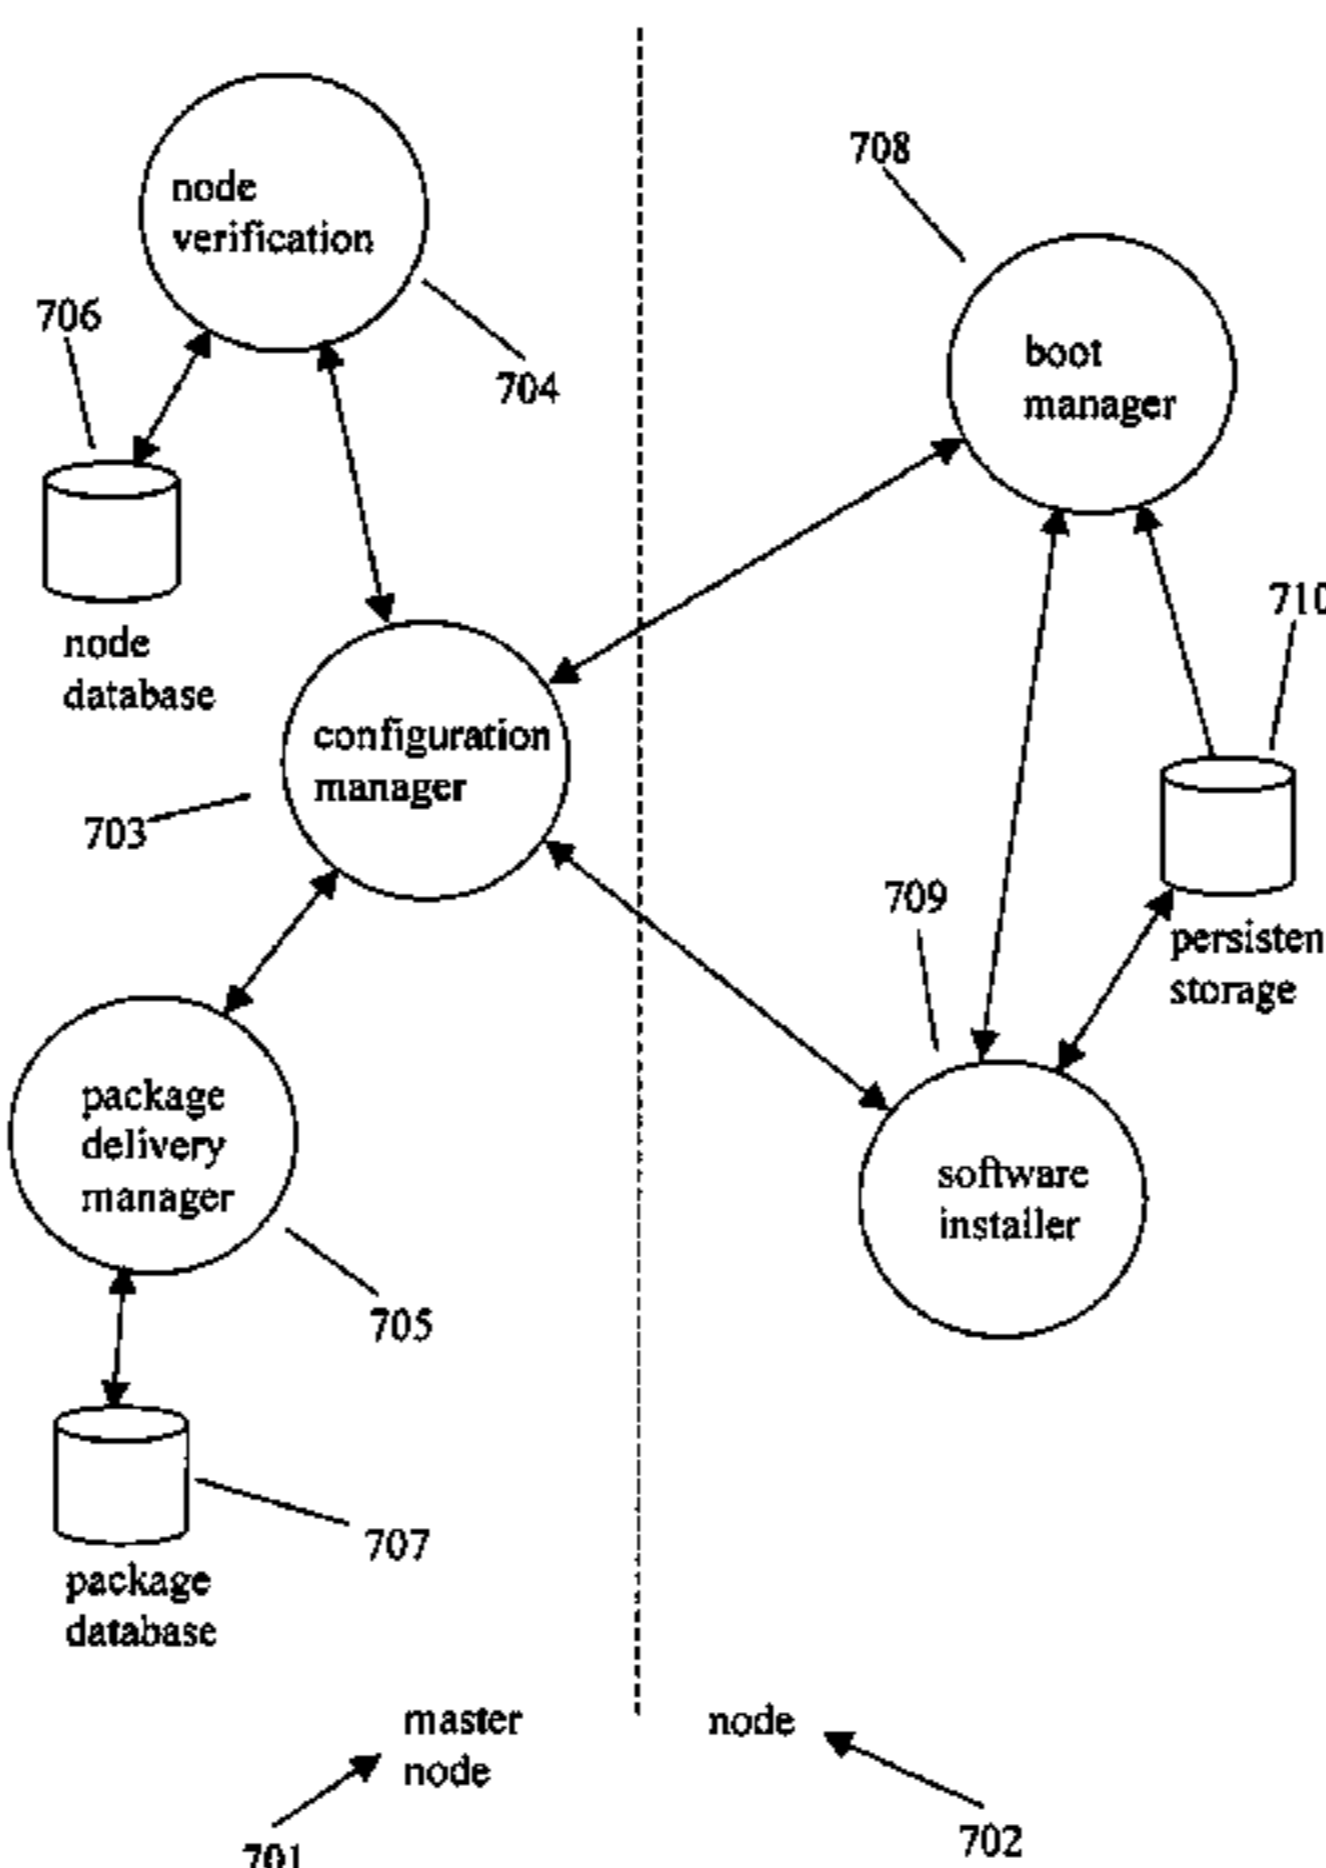 708
node
verification
706
boot
manager
704
710
node
database
configuration
manager
703
709
persisten
storage
package
delivery
manager
software
installer
705
707
package
database
master
node
node
701
702